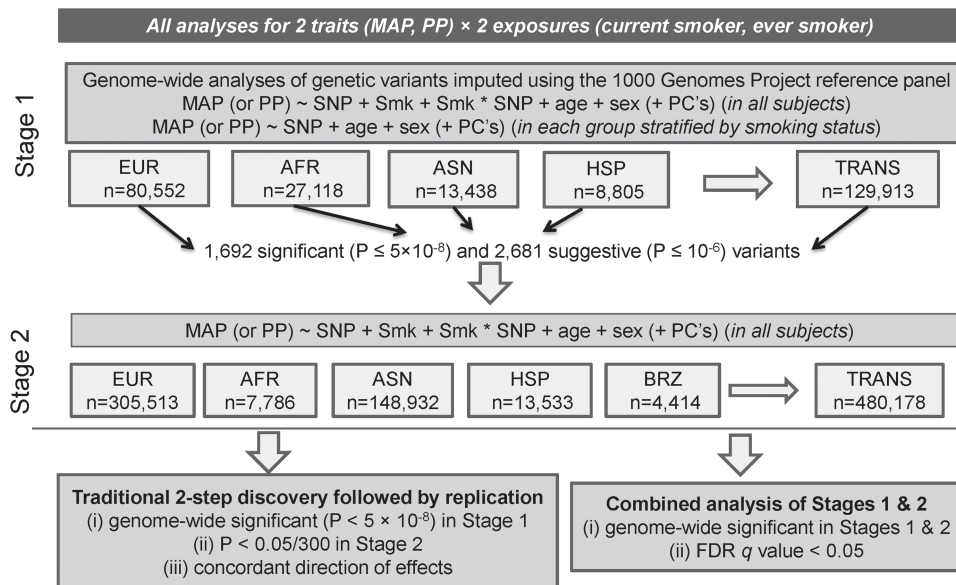 All analyses for 2 traits (MAP, PP) × 2 exposures (current smoker, ever smoker)
Stage 1
Genome-wide analyses of genetic variants imputed using the 1000 Genomes Project reference panel
MAP (or PP) ~ SNP + Smk + Smk * SNP + age + sex (+ PC's) (in all subjects)
MAP (or PP) ~ SNP + age + sex (+ PC's) (in each group stratified by smoking status)
EUR
n=80,552
AFR
n=27,118
ASN
n=13,438
HSP
n=8,805
TRANS
n=129,913
1,692 significant (P ≤ 5×10⁻⁸) and 2,681 suggestive (P ≤ 10⁻⁶) variants
Stage 2
MAP (or PP) ~ SNP + Smk + Smk * SNP + age + sex (+ PC's) (in all subjects)
EUR
n=305,513
AFR
n=7,786
ASN
n=148,932
HSP
n=13,533
BRZ
n=4,414
TRANS
n=480,178
Traditional 2-step discovery followed by replication
(i) genome-wide significant (P < 5 × 10⁻⁸) in Stage 1
(ii) P < 0.05/300 in Stage 2
(iii) concordant direction of effects
Combined analysis of Stages 1 & 2
(i) genome-wide significant in Stages 1 & 2
(ii) FDR q value < 0.05